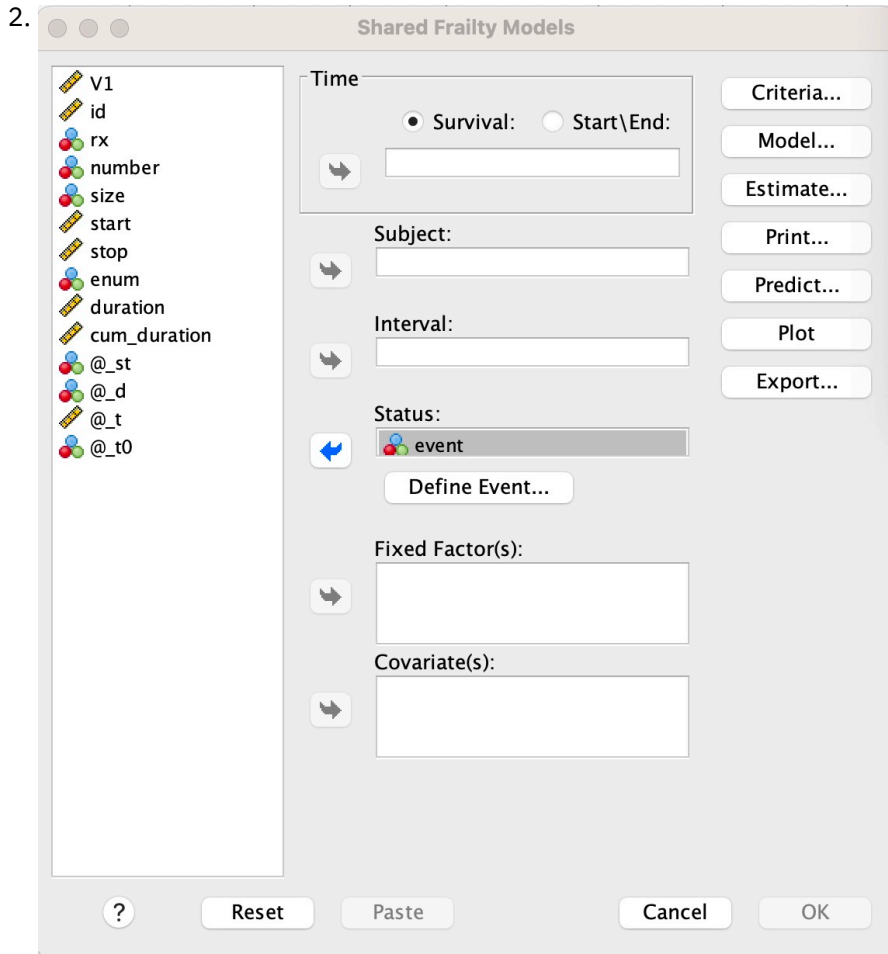 2.
Shared Frailty Models
V1
id
rx
number
size
start
stop
enum
duration
cum_duration
@_st
@_d
@_t
@_t0
Time
Survival:
Start\End:
Subject:
Interval:
Status:
event
Define Event...
Fixed Factor(s):
Covariate(s):
Criteria...
Model...
Estimate...
Print...
Predict...
Plot
Export...
?
Reset
Paste
Cancel
OK